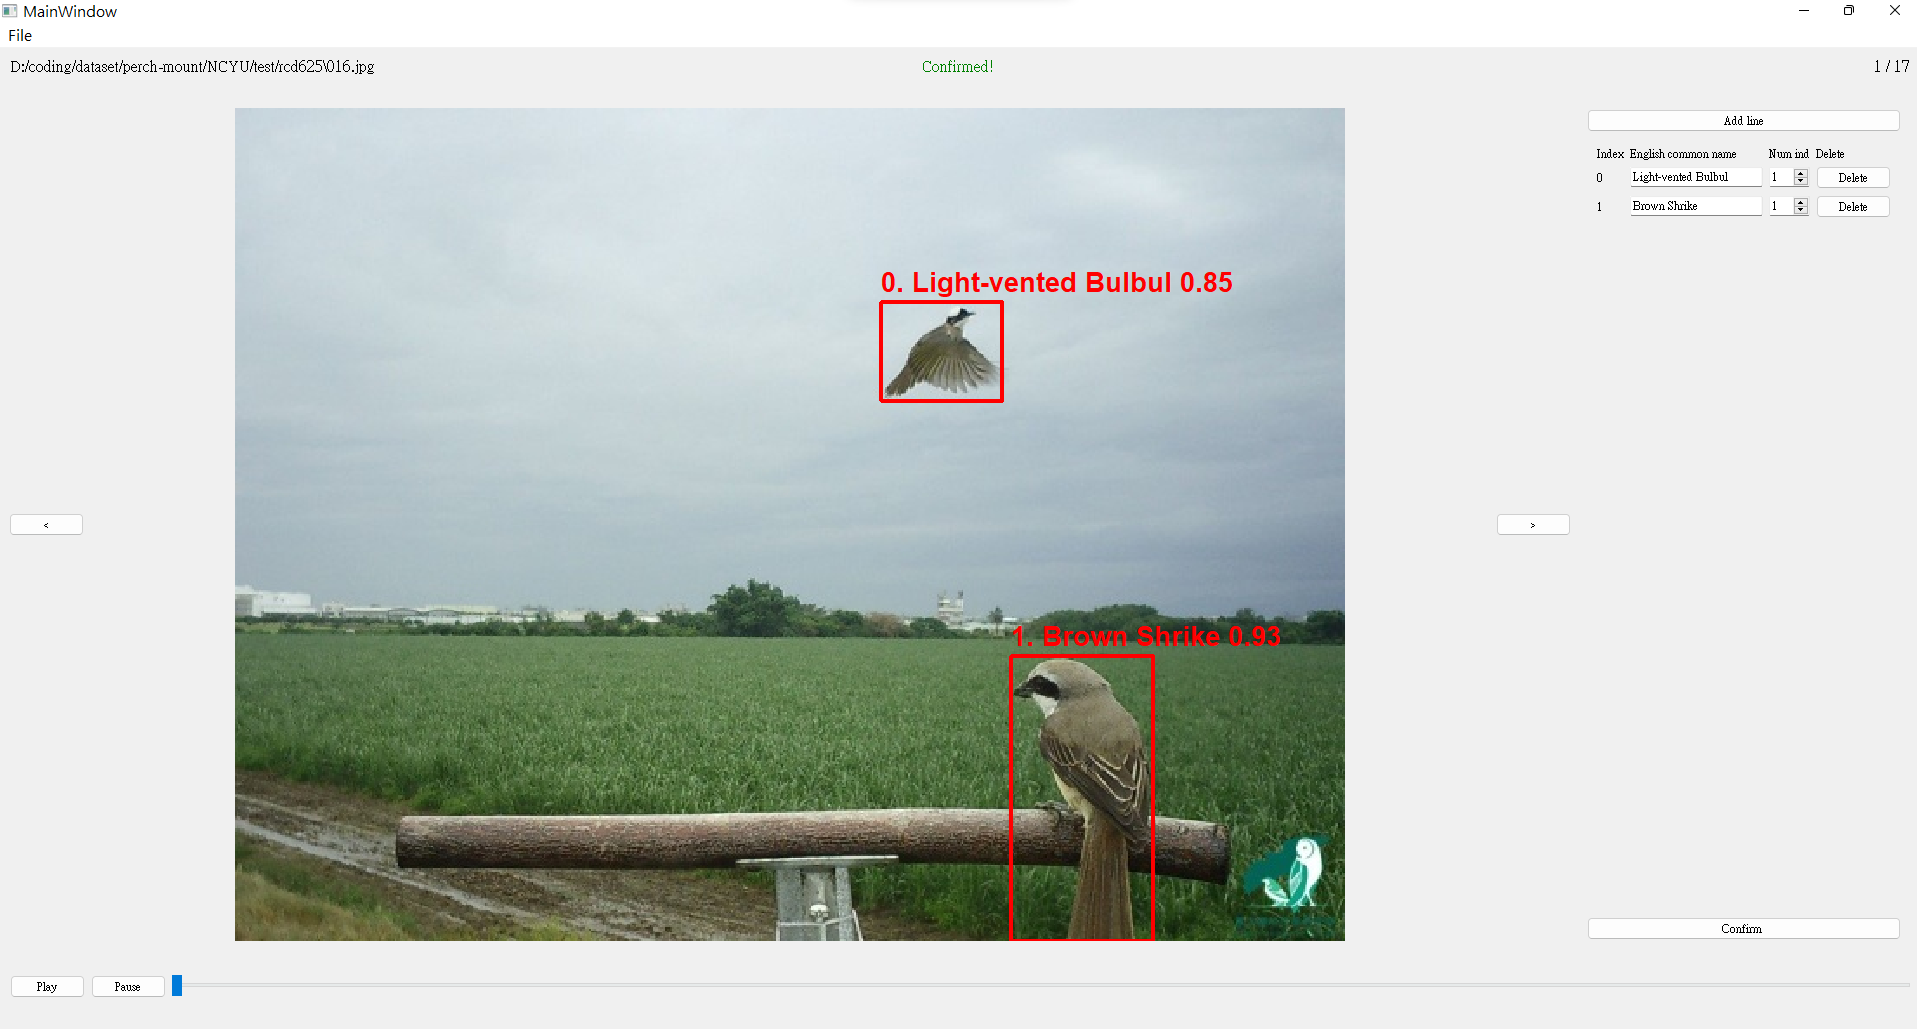 MainWindow
File
D:/coding/dataset/perch-mount/NCYU/test/rcd625\016.jpg
Confirmed!
1 / 17
Add line
Index English common name Num ind Delete
0 Light-vented Bulbul 1 Delete
1 Brown Shrike 1 Delete
0. Light-vented Bulbul 0.85
<
>
1. Brown Shrike 0.93
Confirm
Play
Pause